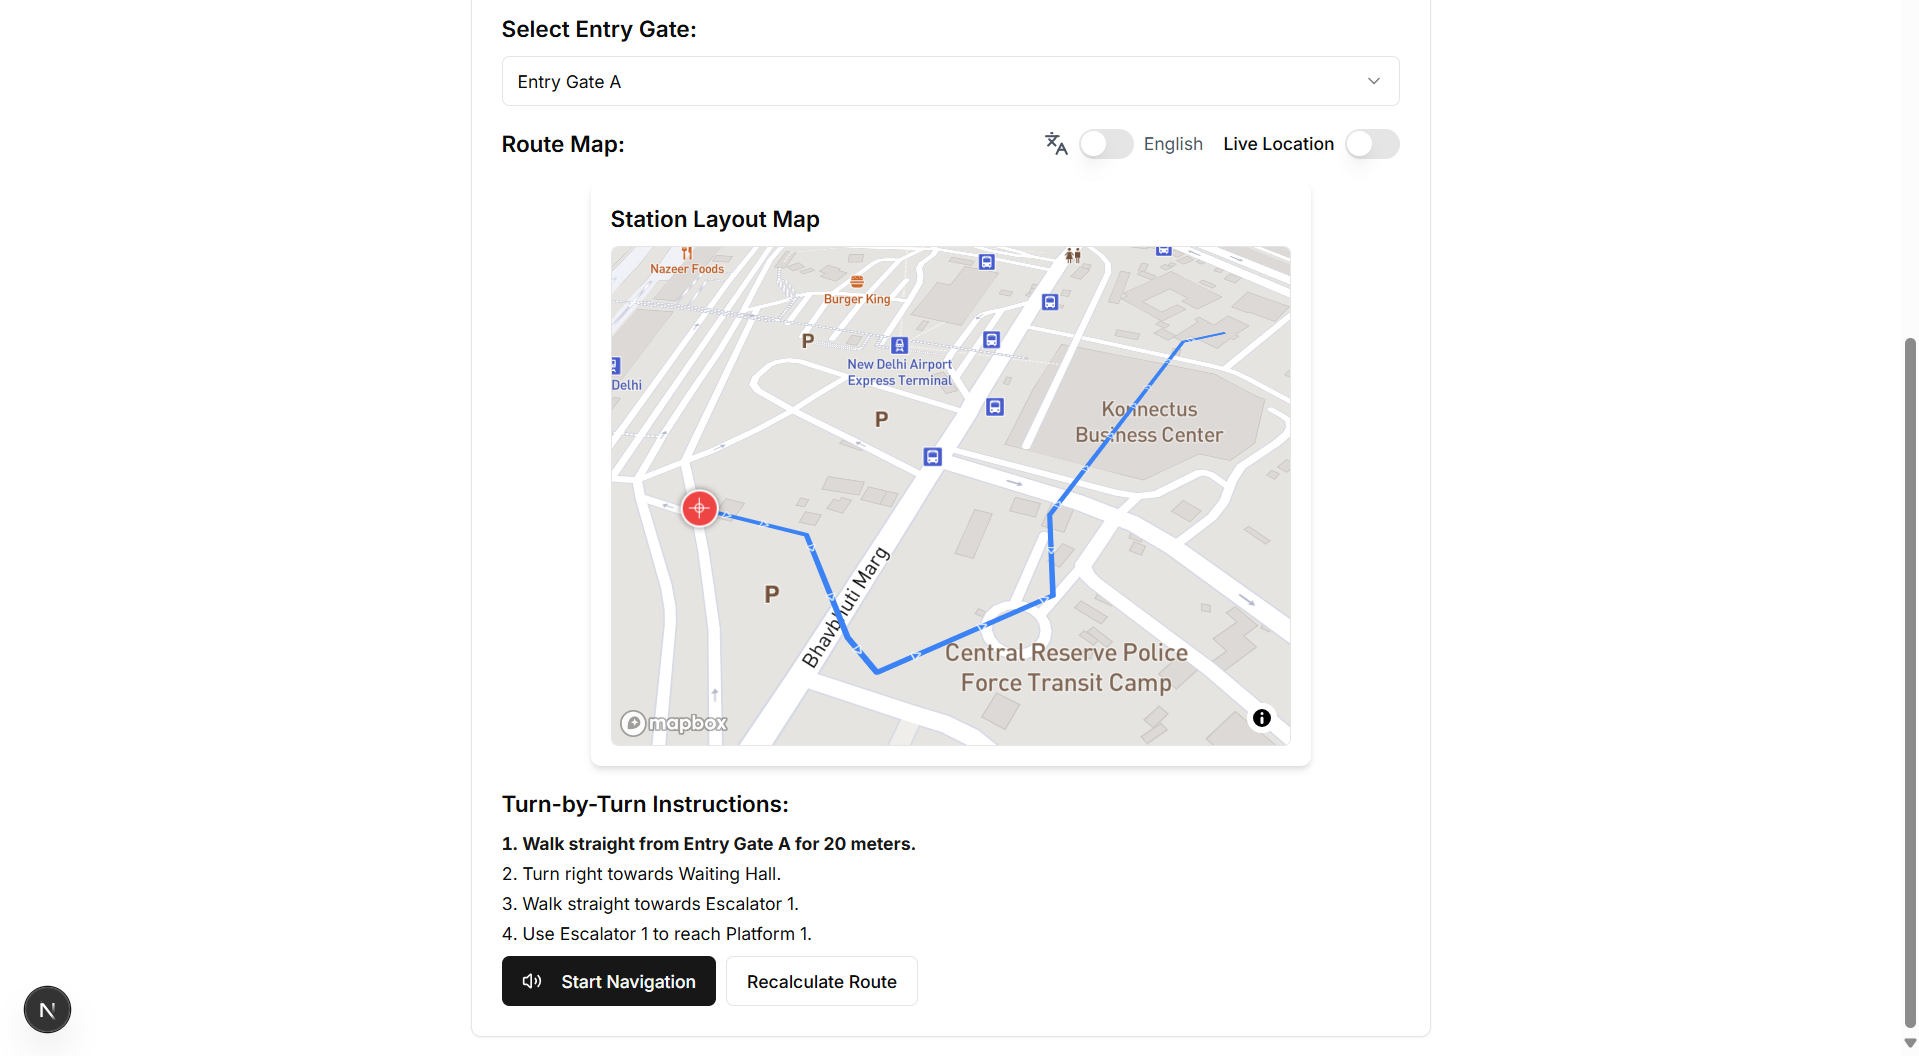 Select Entry Gate:
Entry Gate A
Route Map:
English
Live Location
Station Layout Map
Nazeer Foods
Burger King
P
New Delhi Airport
Express Terminal
Delhi
P
Konnectus
Business Center
P
Bhavbhuti Marg
Central Reserve Police
Force Transit Camp
mapbox
Turn-by-Turn Instructions:
1. Walk straight from Entry Gate A for 20 meters.
2. Turn right towards Waiting Hall.
3. Walk straight towards Escalator 1.
4. Use Escalator 1 to reach Platform 1.
Start Navigation
Recalculate Route
N